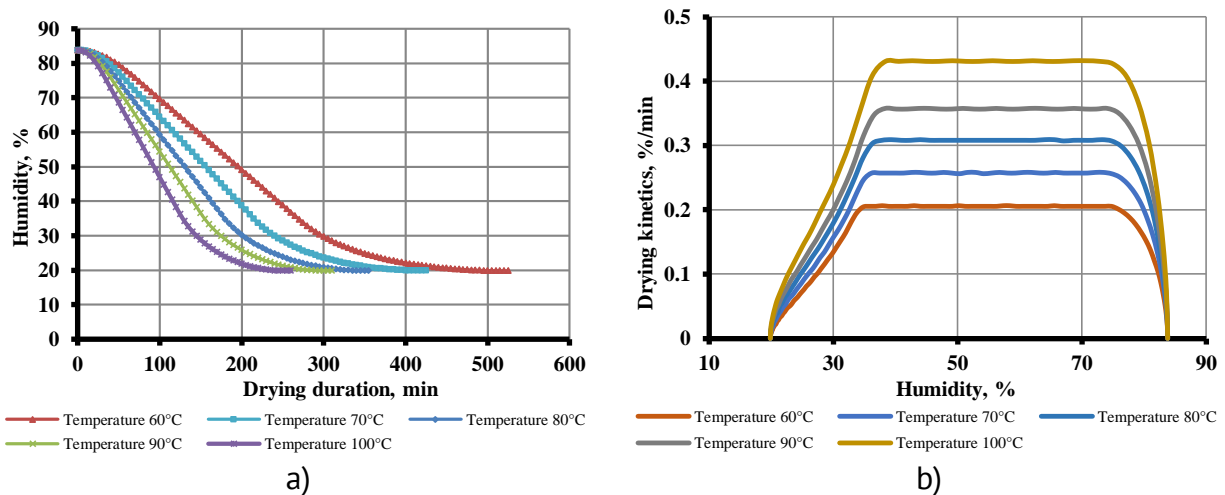 90
80
70
60
50
40
30
20
10
0
Humidity, %
0 100 200 300 400 500 600
Drying duration, min
Temperature 60°C Temperature 70°C Temperature 80°C
Temperature 90°C Temperature 100°C
a)
0.5
0.4
0.3
0.2
0.1
0
Drying kinetics, %/min
10 30 50 70 90
Humidity, %
Temperature 60°C Temperature 70°C Temperature 80°C
Temperature 90°C Temperature 100°C
b)